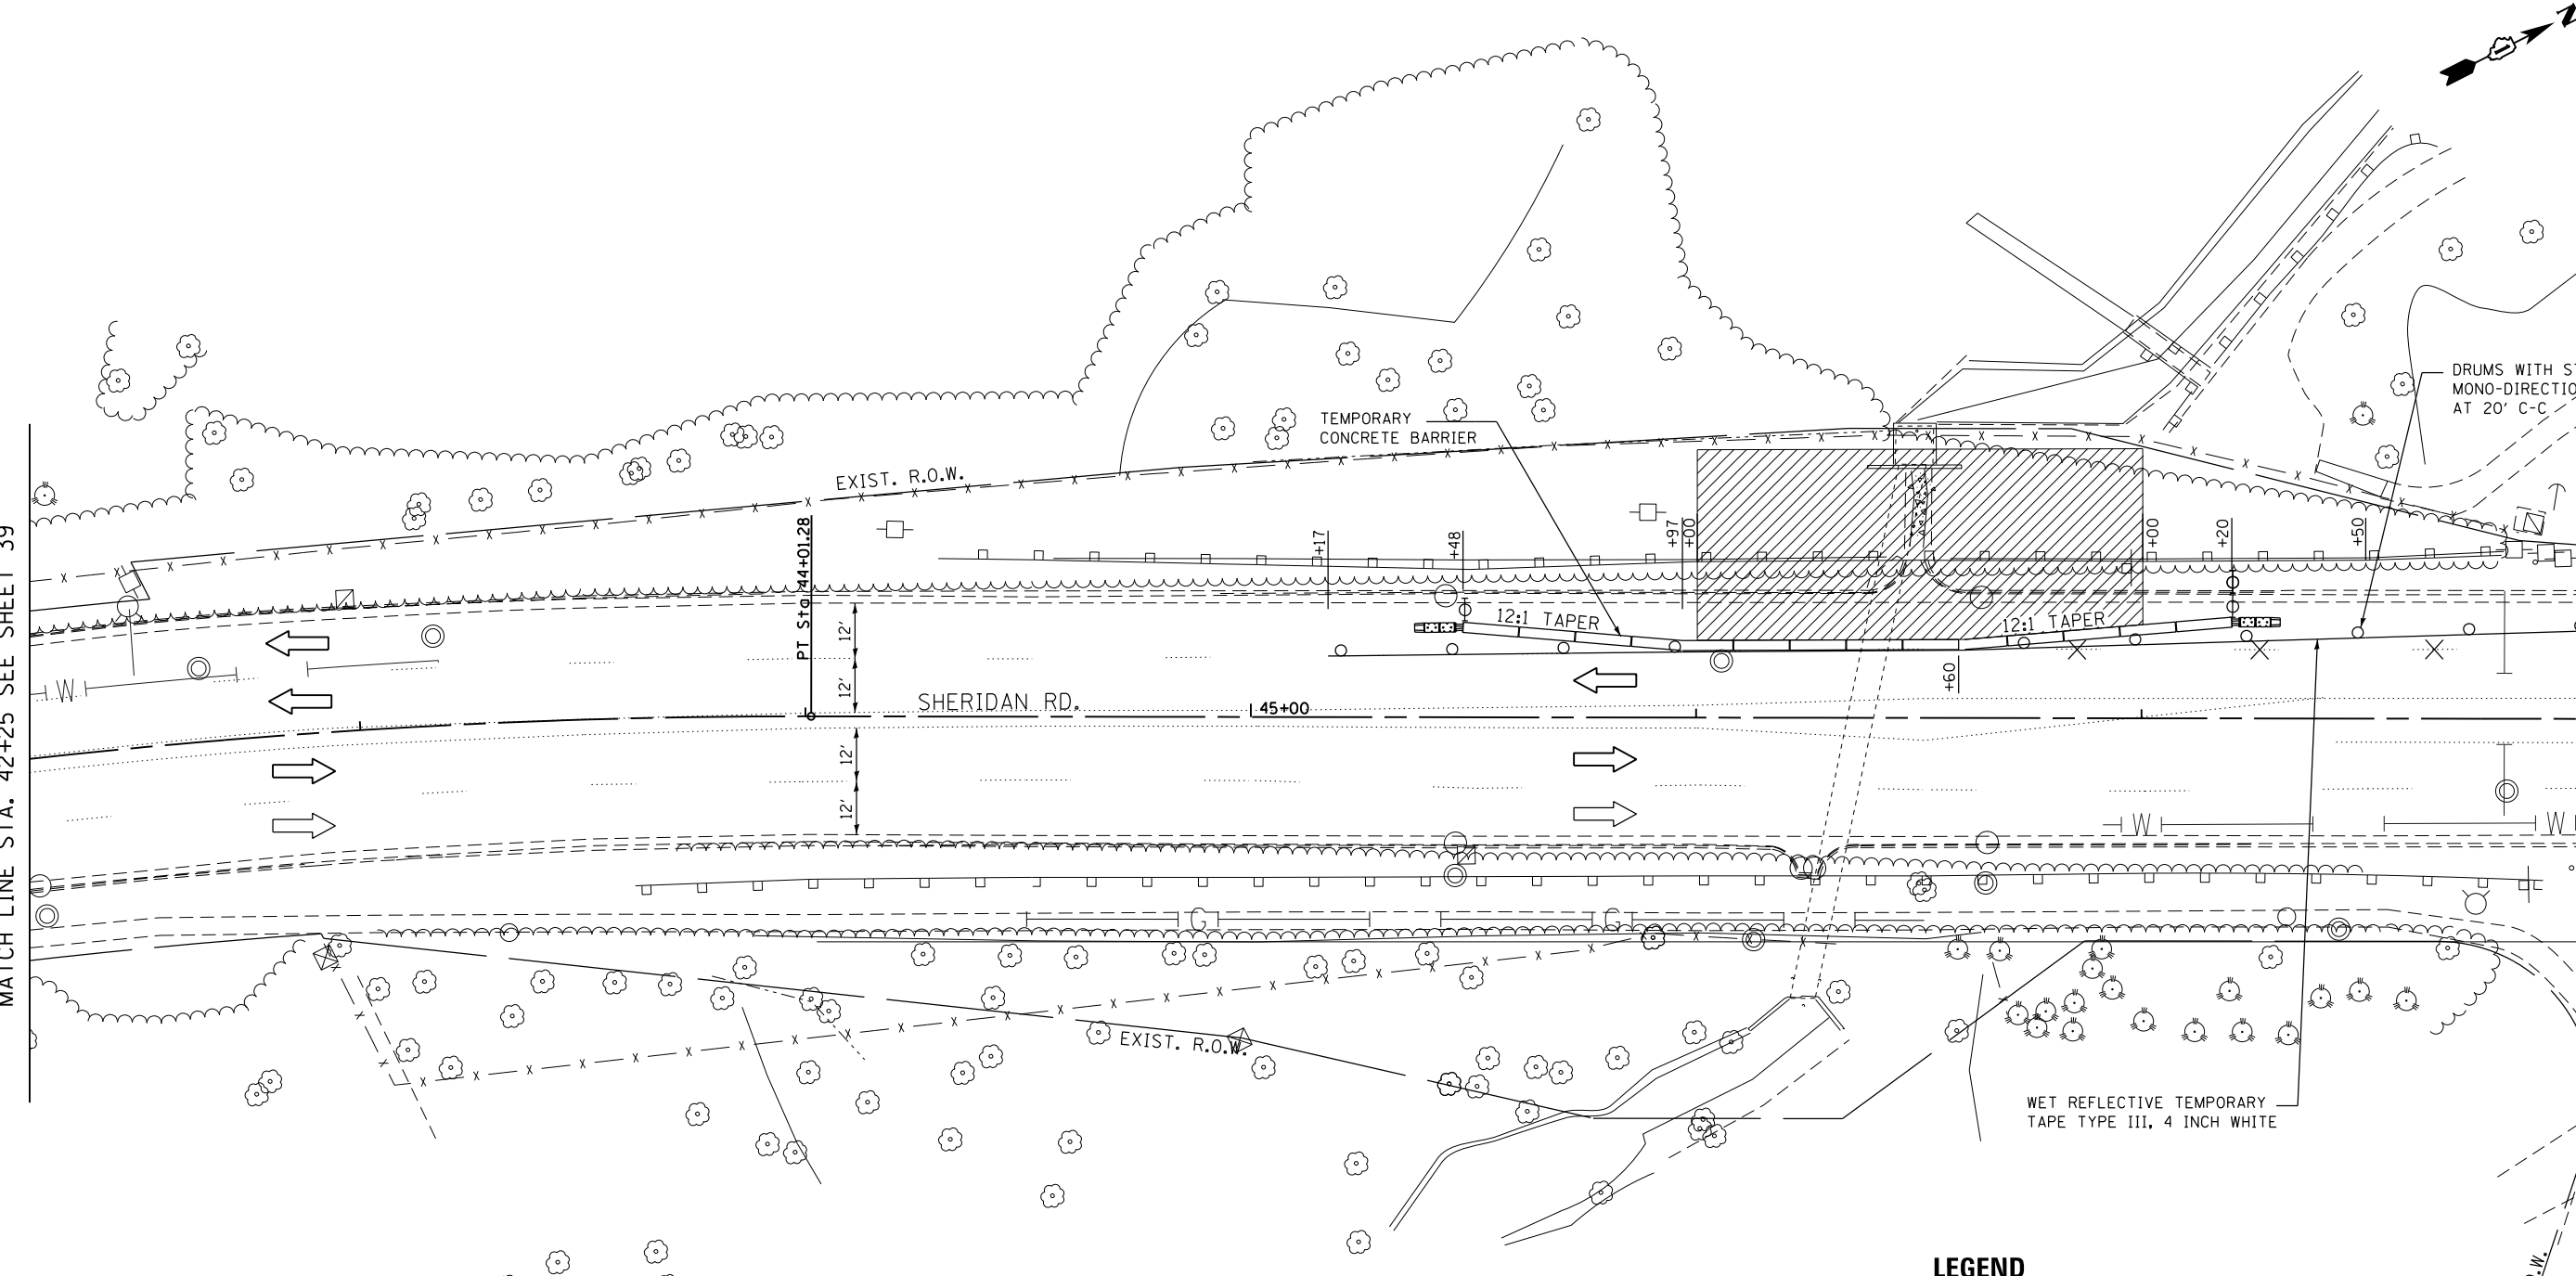 N
MATCH LINE STA. 42+25 SEE SHEET 39
EXIST. R.O.W.
TEMPORARY
CONCRETE BARRIER
DRUMS WITH ST
MONO-DIRECTIO
AT 20' C-C
PT Sta 44+01.28
+17
+48
+97
+00
+00
+20
+50
12:1 TAPER
12:1 TAPER
12'
12'
12'
12'
+60
W
SHERIDAN RD.
45+00
W
W
G
G
EXIST. R.O.W.
WET REFLECTIVE TEMPORARY
TAPE TYPE III, 4 INCH WHITE
LEGEND
.W.